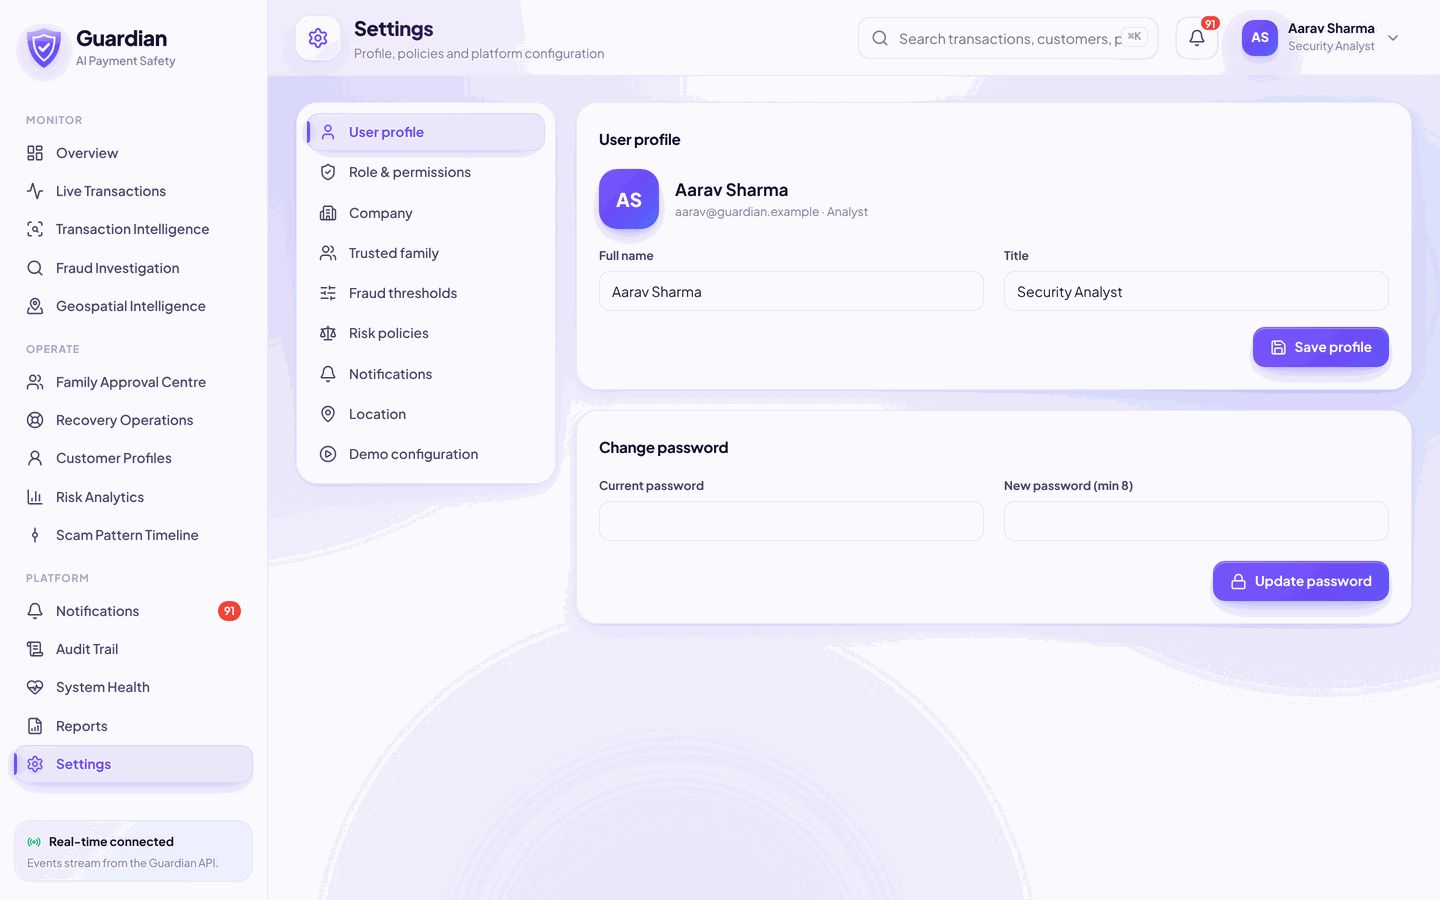 Guardian
AI Payment Safety
MONITOR
Overview
Live Transactions
Transaction Intelligence
Fraud Investigation
Geospatial Intelligence
OPERATE
Family Approval Centre
Recovery Operations
Customer Profiles
Risk Analytics
Scam Pattern Timeline
PLATFORM
Notifications 91
Audit Trail
System Health
Reports
Settings
Real-time connected
Events stream from the Guardian API.
Settings
Profile, policies and platform configuration
Search transactions, customers, p ⌘K
91
AS
Aarav Sharma
Security Analyst
User profile
Role & permissions
Company
Trusted family
Fraud thresholds
Risk policies
Notifications
Location
Demo configuration
User profile
AS
Aarav Sharma
aarav@guardian.example · Analyst
Full name
Aarav Sharma
Title
Security Analyst
Save profile
Change password
Current password
New password (min 8)
Update password